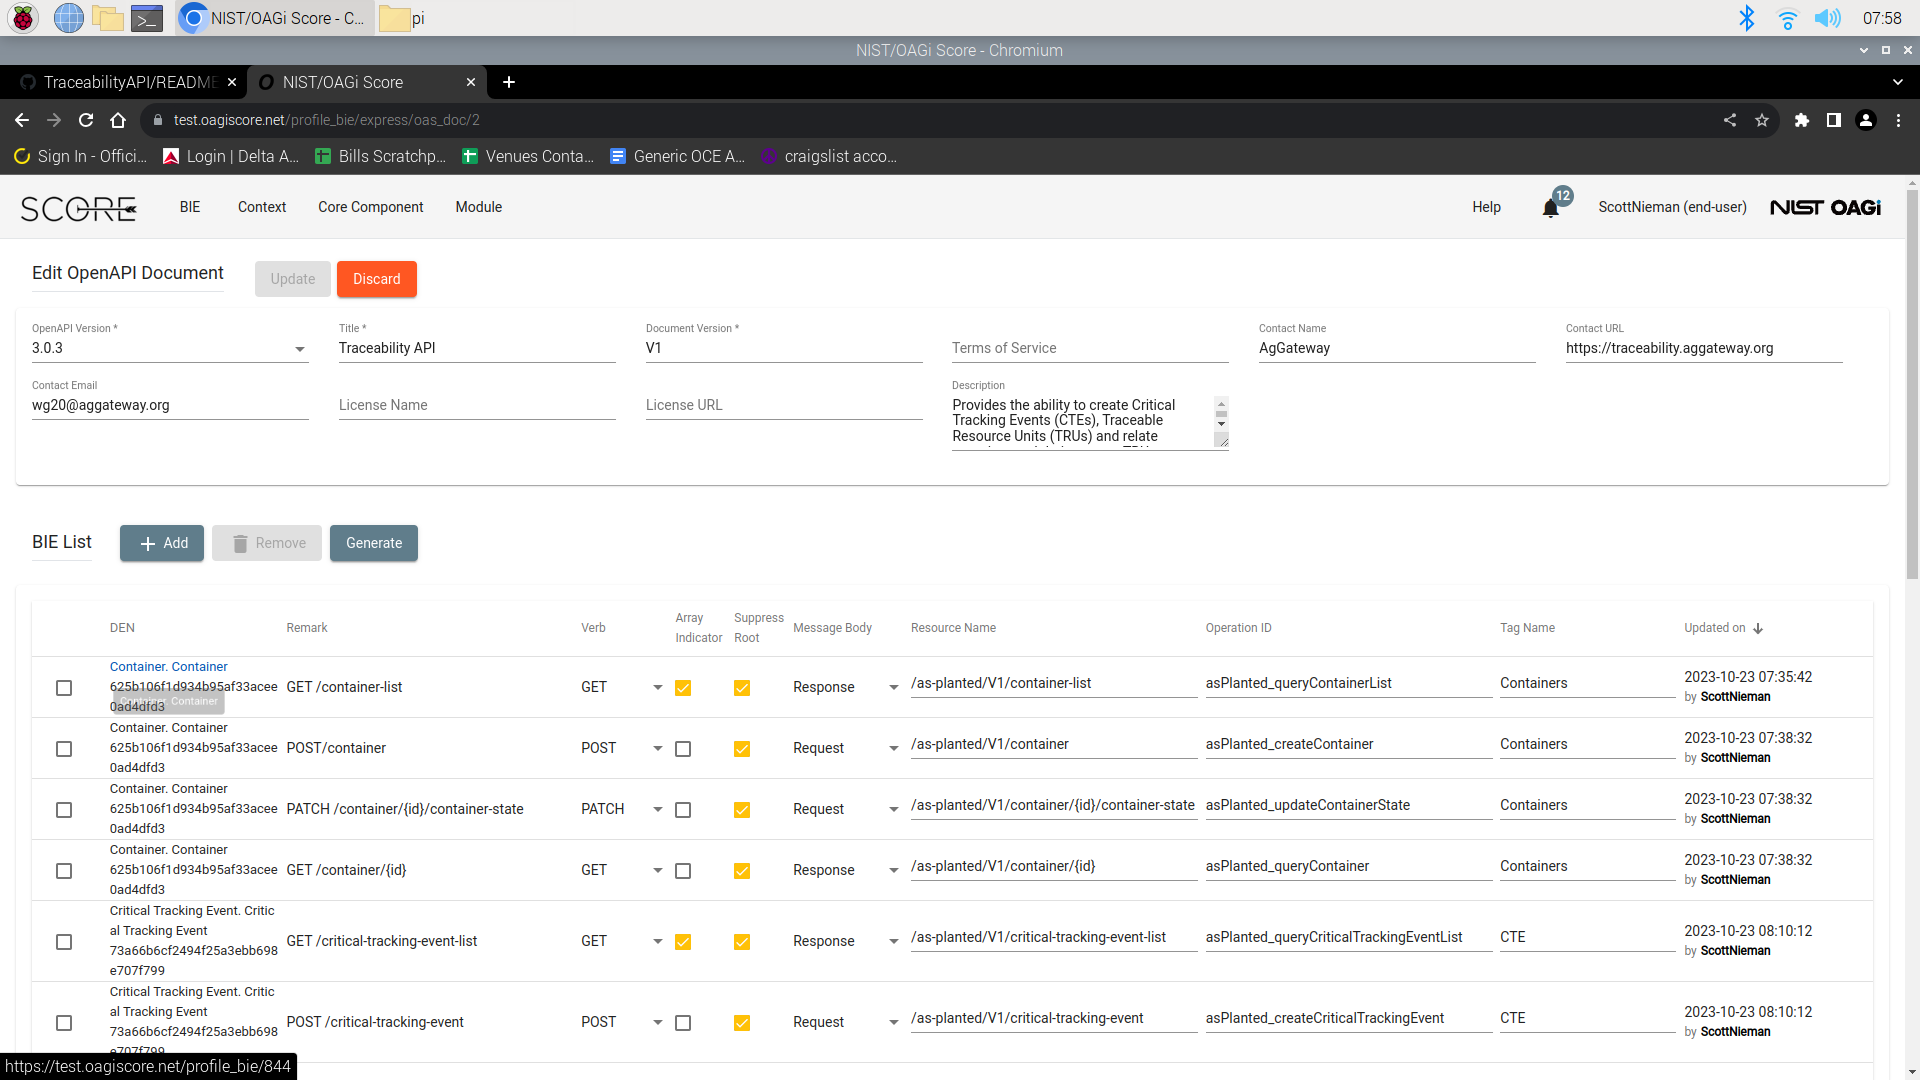 NIST/OAGi Score - C...
pi
07:58
NIST/OAGi Score - Chromium
TraceabilityAPI/README
NIST/OAGi Score
test.oagiscore.net/profile_bie/express/oas_doc/2
Sign In - Offici...
Login | Delta A...
Bills Scratchp...
Venues Conta...
Generic OCE A...
craigslist acco...
SCORE
BIE
Context
Core Component
Module
Help
12
ScottNieman (end-user)
NIST OAGi
Edit OpenAPI Document
Update
Discard
OpenAPI Version *
Title *
Document Version *
Contact Name
Contact URL
3.0.3
Traceability API
V1
Terms of Service
AgGateway
https://traceability.aggateway.org
Contact Email
Description
wg20@aggateway.org
License Name
License URL
Provides the ability to create Critical
Tracking Events (CTEs), Traceable
Resource Units (TRUs) and relate
BIE List
Add
Remove
Generate
DEN
Remark
Verb
Array Indicator
Suppress Root
Message Body
Resource Name
Operation ID
Tag Name
Updated on
Container. Container
625b106f1d934b95af33acee
0ad4dfd3
Container. Container
GET /container-list
GET
Response
/as-planted/V1/container-list
asPlanted_queryContainerList
Containers
2023-10-23 07:35:42
by ScottNieman
Container. Container
625b106f1d934b95af33acee
0ad4dfd3
POST/container
POST
Request
/as-planted/V1/container
asPlanted_createContainer
Containers
2023-10-23 07:38:32
by ScottNieman
Container. Container
625b106f1d934b95af33acee
0ad4dfd3
PATCH /container/{id}/container-state
PATCH
Request
/as-planted/V1/container/{id}/container-state
asPlanted_updateContainerState
Containers
2023-10-23 07:38:32
by ScottNieman
Container. Container
625b106f1d934b95af33acee
0ad4dfd3
GET /container/{id}
GET
Response
/as-planted/V1/container/{id}
asPlanted_queryContainer
Containers
2023-10-23 07:38:32
by ScottNieman
Critical Tracking Event. Critic
al Tracking Event
73a66b6cf2494f25a3ebb698
e707f799
GET /critical-tracking-event-list
GET
Response
/as-planted/V1/critical-tracking-event-list
asPlanted_queryCriticalTrackingEventList
CTE
2023-10-23 08:10:12
by ScottNieman
Critical Tracking Event. Critic
al Tracking Event
73a66b6cf2494f25a3ebb698
e707f799
POST /critical-tracking-event
POST
Request
/as-planted/V1/critical-tracking-event
asPlanted_createCriticalTrackingEvent
CTE
2023-10-23 08:10:12
by ScottNieman
https://test.oagiscore.net/profile_bie/844